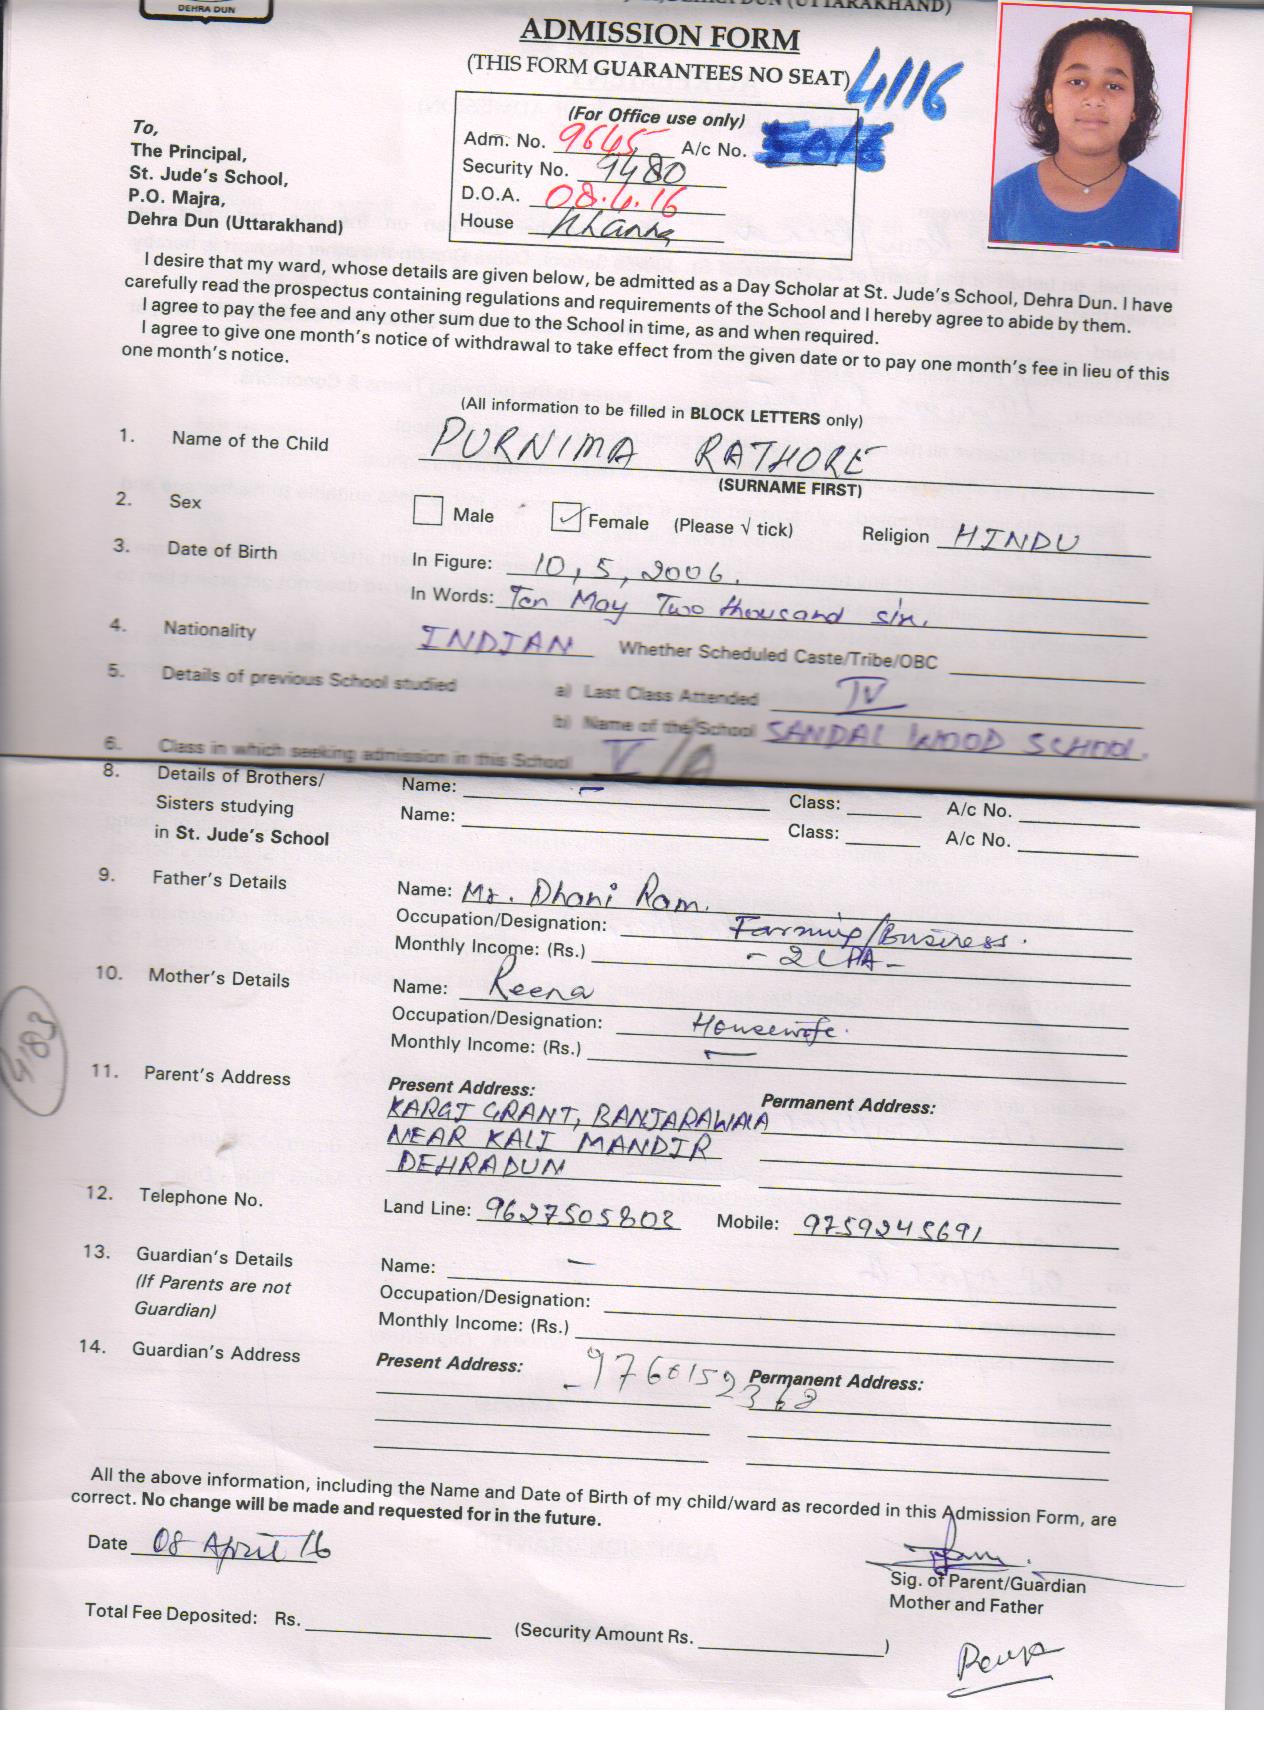 DEHRA DUN
DEHRA DUN (UTTARAKHAND)
ADMISSION FORM
(THIS FORM GUARANTEES NO SEAT)
4116
(For Office use only)
Adm. No. 9645 A/c No.
Security No. 9480
D.O.A. 08.4.16
House Khanna
To,
The Principal,
St. Jude's School,
P.O. Majra,
Dehra Dun (Uttarakhand)
I desire that my ward, whose details are given below, be admitted as a Day Scholar at St. Jude's School, Dehra Dun. I have
carefully read the prospectus containing regulations and requirements of the School and I hereby agree to abide by them.
I agree to pay the fee and any other sum due to the School in time, as and when required.
I agree to give one month's notice of withdrawal to take effect from the given date or to pay one month's fee in lieu of this
one month's notice.
(All information to be filled in BLOCK LETTERS only)
1. Name of the Child PURNIMA RATHORE
(SURNAME FIRST)
2. Sex Male Female (Please √ tick) Religion HINDU
3. Date of Birth In Figure: 10, 5, 2006.
In Words: Ten May Two thousand six.
4. Nationality INDIAN Whether Scheduled Caste/Tribe/OBC
5. Details of previous School studied a) Last Class Attended IV
b) Name of the School SANDAL WOOD SCHOOL.
6. Class in which seeking admission in this School V/A
8. Details of Brothers/ Name: – Class: A/c No.
Sisters studying Name: Class: A/c No.
in St. Jude's School
9. Father's Details Name: Mr. Dhani Ram.
Occupation/Designation: Farming/Business.
Monthly Income: (Rs.) - 2 LPA -
10. Mother's Details Name: Reena
Occupation/Designation: Housewife.
Monthly Income: (Rs.) –
4183
11. Parent's Address Present Address: Permanent Address:
KARGI GRANT, BANJARAWALA
NEAR KALI MANDIR
DEHRADUN
12. Telephone No. Land Line: 9627505803 Mobile: 9759245691
13. Guardian's Details Name: –
(If Parents are not Occupation/Designation:
Guardian) Monthly Income: (Rs.)
14. Guardian's Address Present Address: Permanent Address:
9760152368
All the above information, including the Name and Date of Birth of my child/ward as recorded in this Admission Form, are
correct. No change will be made and requested for in the future.
Date 08 April 16
Sig. of Parent/Guardian
Mother and Father
Total Fee Deposited: Rs. (Security Amount Rs. )